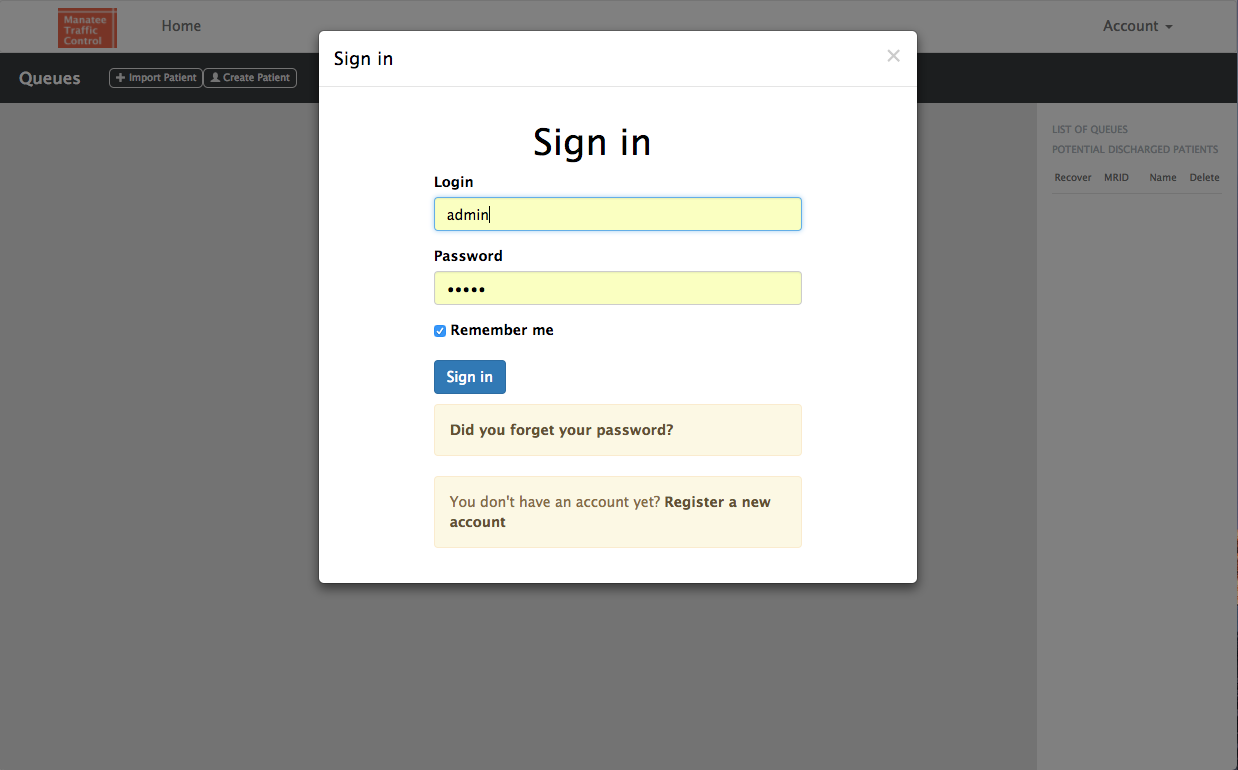 Manatee
Traffic
Control
Home
Account
Queues
Import Patient
Create Patient
Sign in
×
Sign in
Login
admin
Password
•••••
Remember me
Sign in
Did you forget your password?
You don't have an account yet? Register a new
account
LIST OF QUEUES
POTENTIAL DISCHARGED PATIENTS
Recover MRID Name Delete